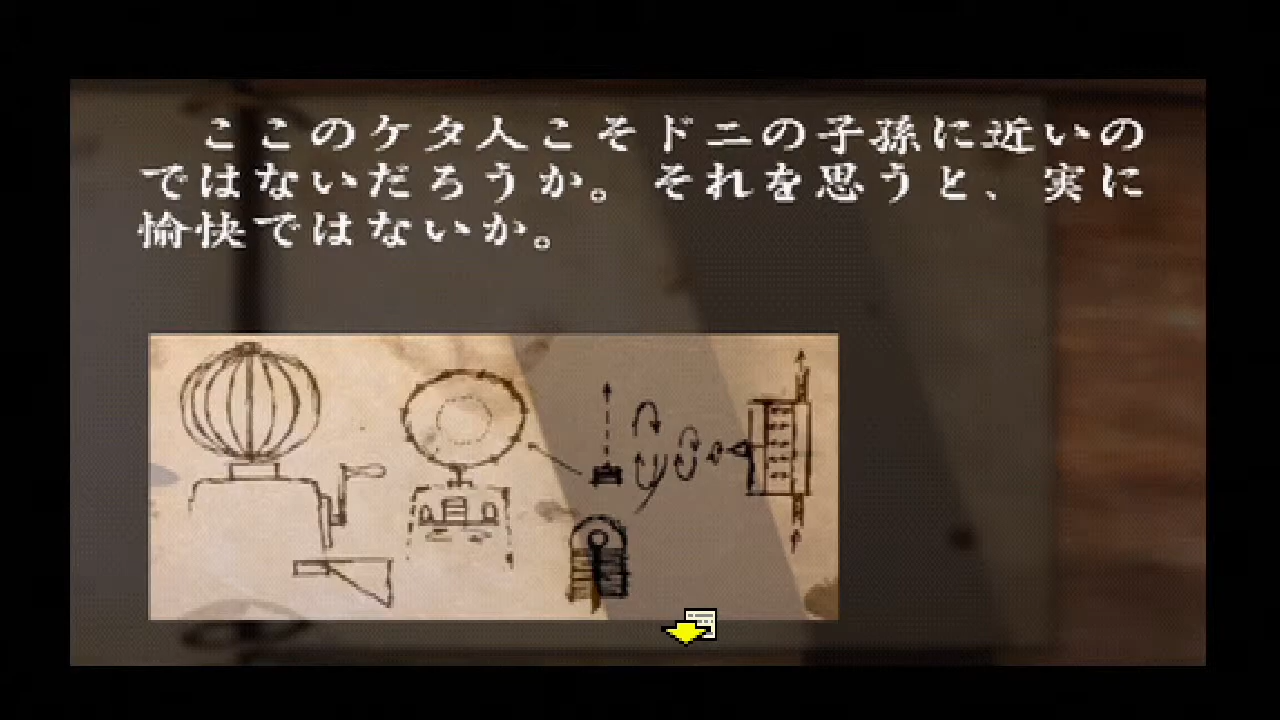 ここのケタ人こそドニの子孫に近いの
ではないだろうか。それを思うと、実に
愉快ではないか。